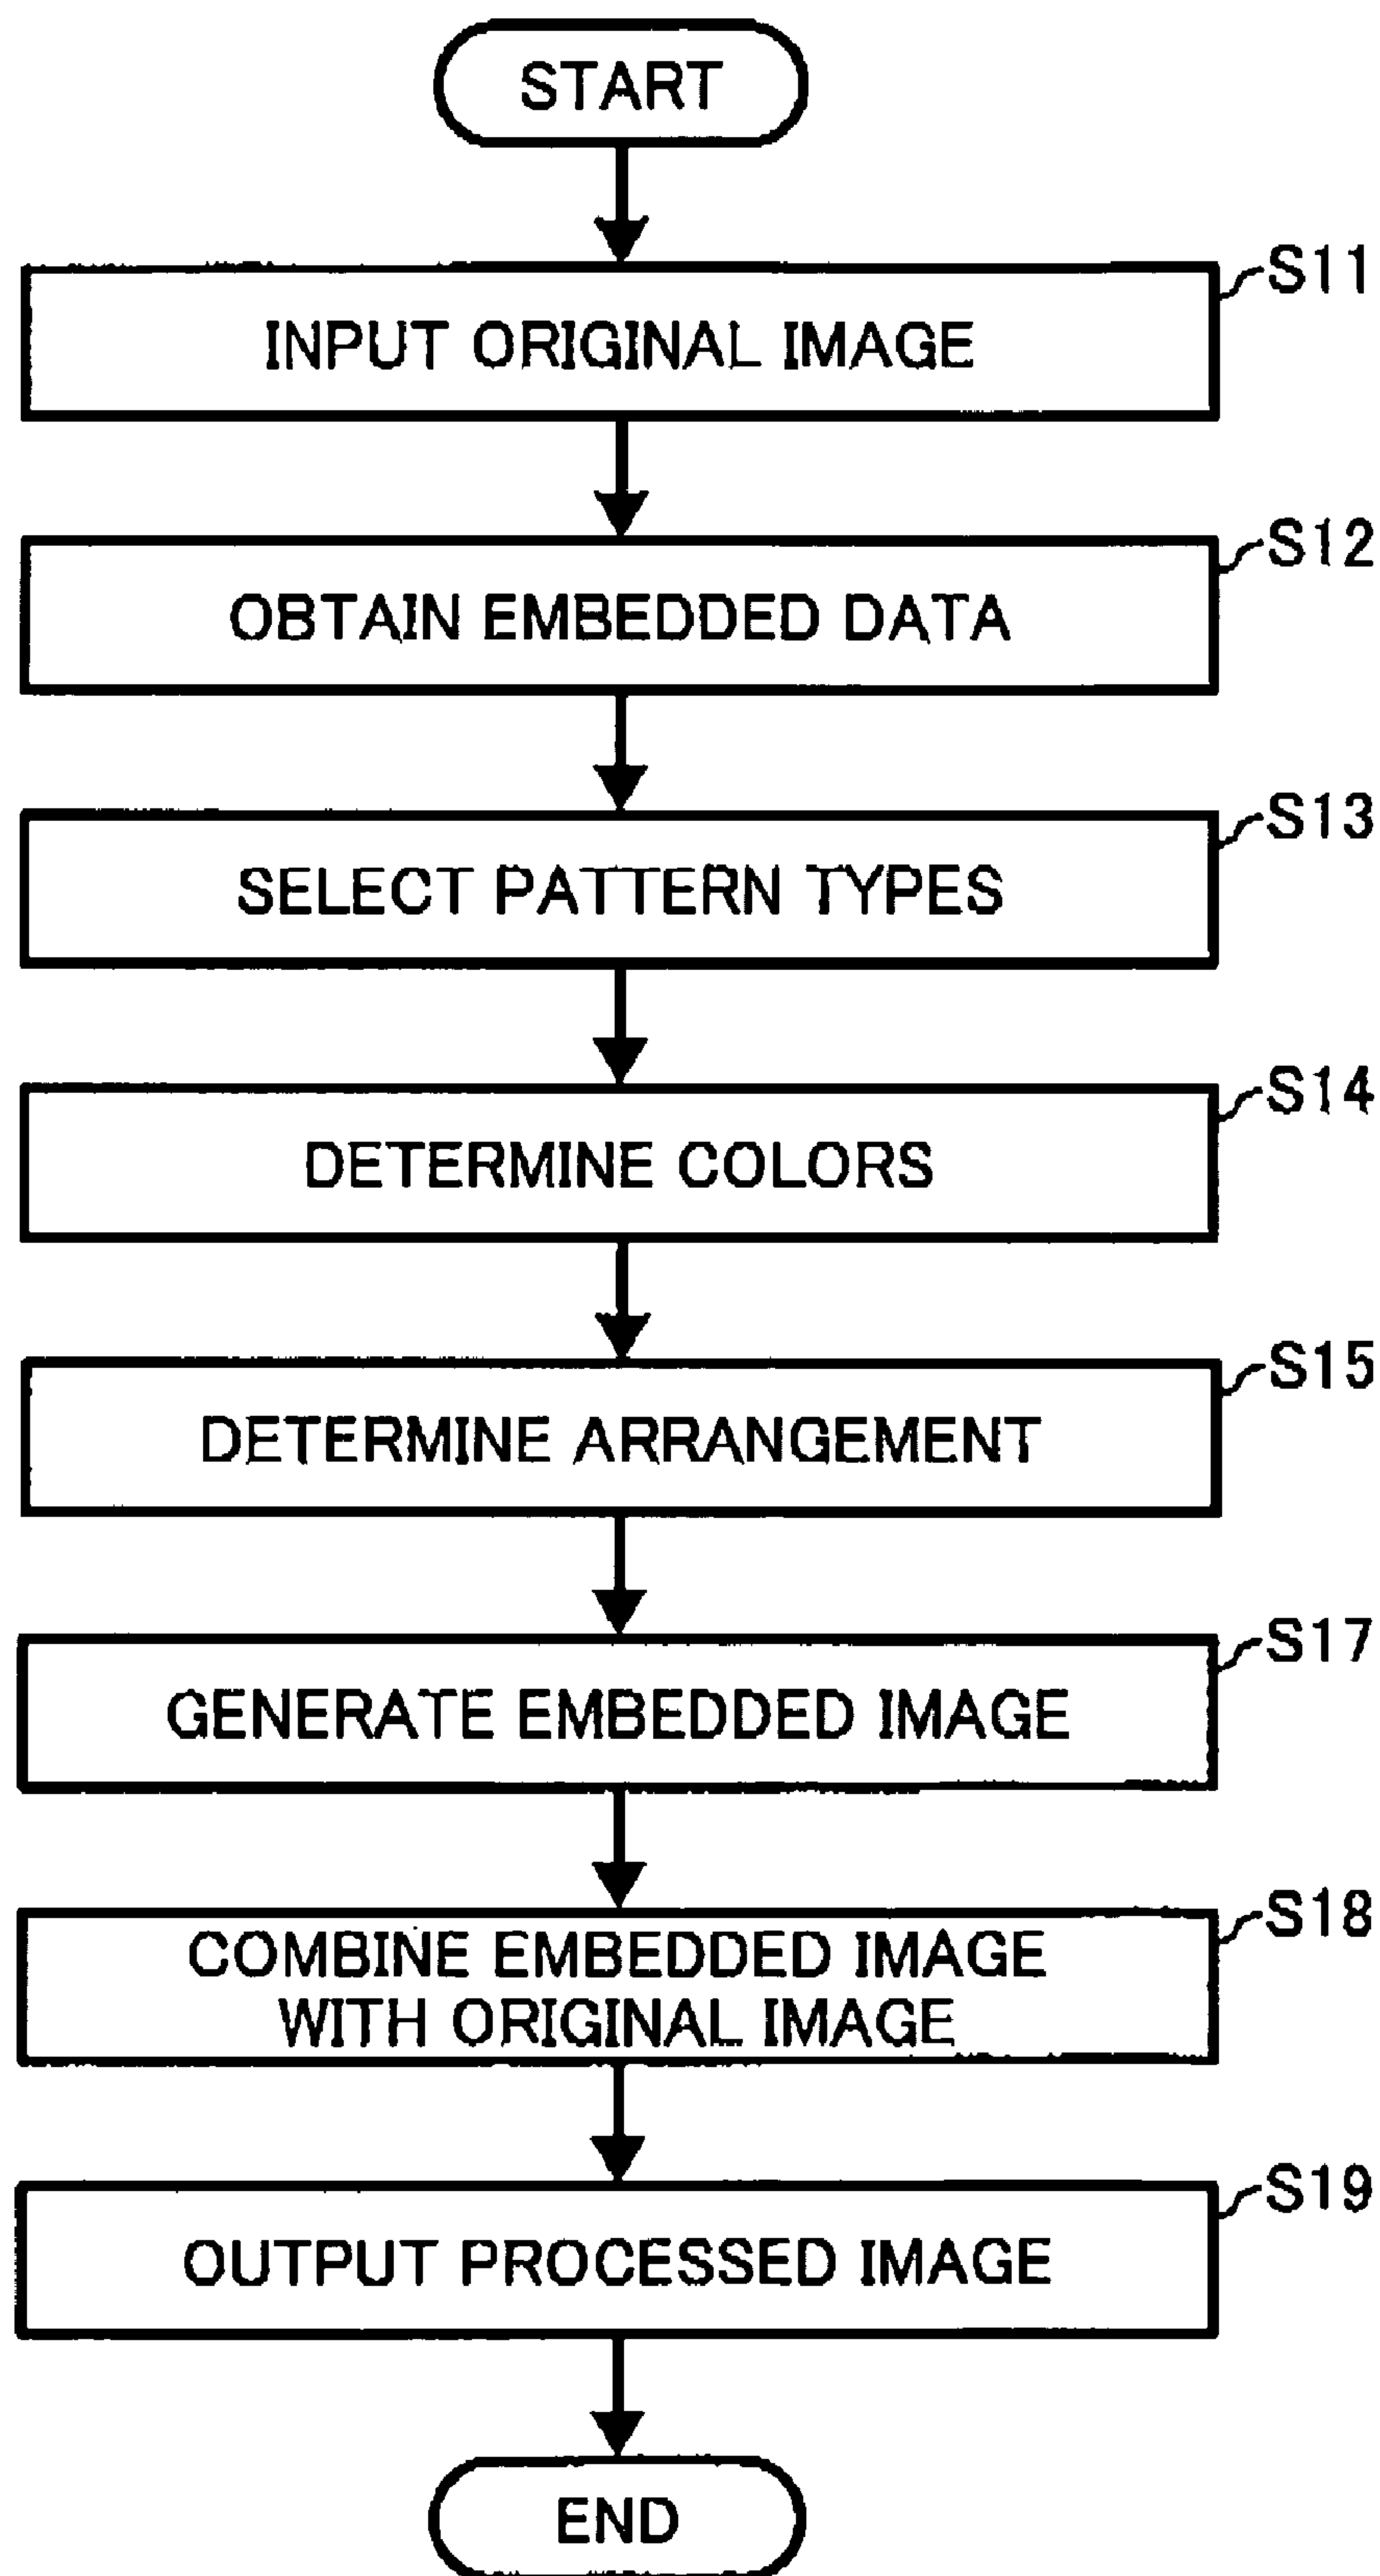 START
S11
INPUT ORIGINAL IMAGE
S12
OBTAIN EMBEDDED DATA
S13
SELECT PATTERN TYPES
S14
DETERMINE COLORS
S15
DETERMINE ARRANGEMENT
S17
GENERATE EMBEDDED IMAGE
S18
COMBINE EMBEDDED IMAGE
WITH ORIGINAL IMAGE
S19
OUTPUT PROCESSED IMAGE
END